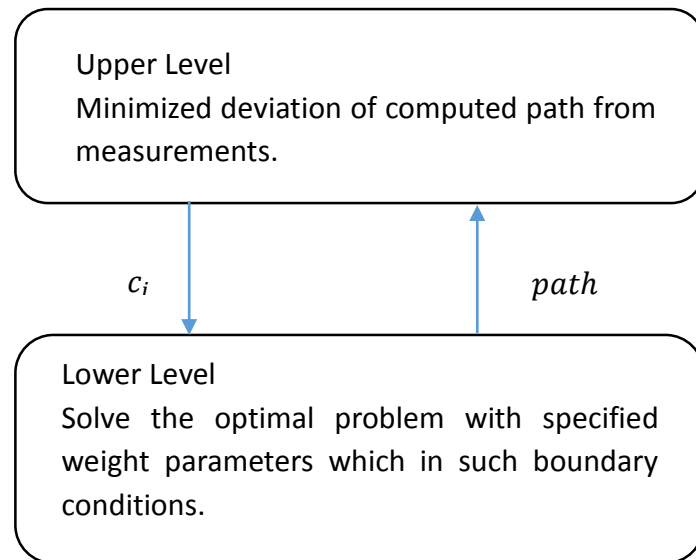 Upper Level
Minimized deviation of computed path from
measurements.
c_i path
Lower Level
Solve the optimal problem with specified
weight parameters which in such boundary
conditions.